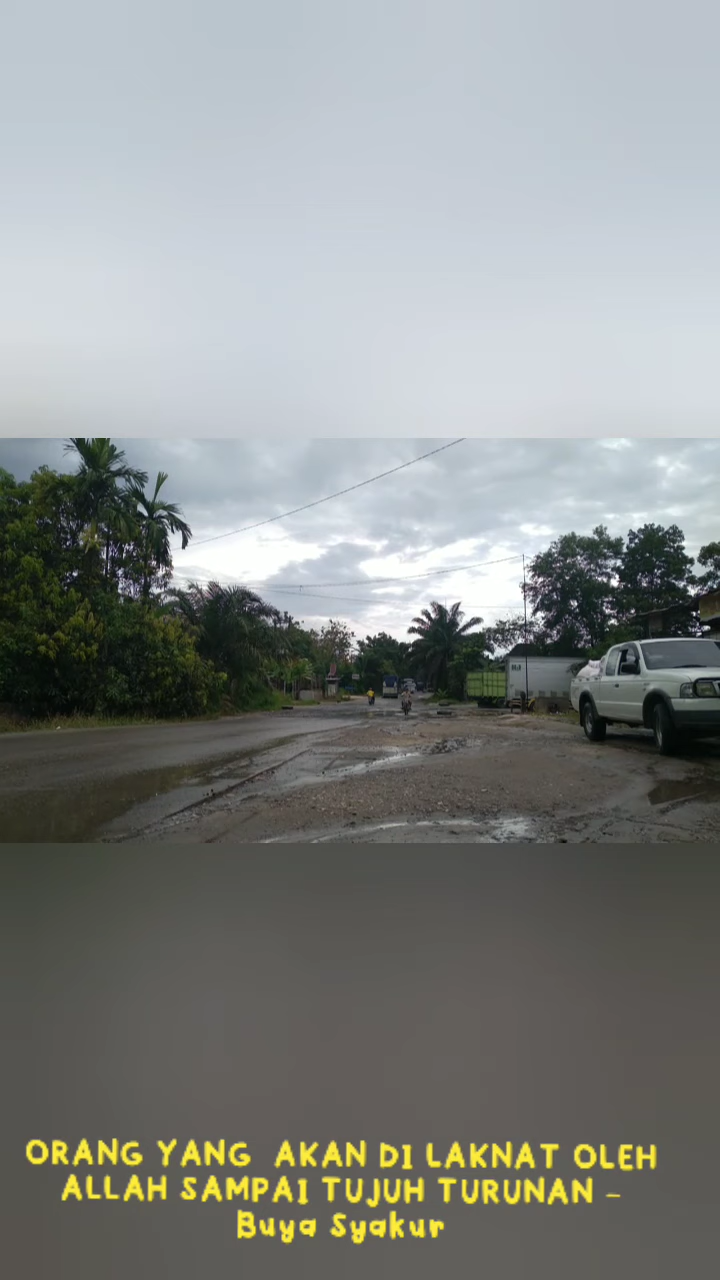 ORANG YANG AKAN DI LAKNAT OLEH
ALLAH SAMPAI TUJUH TURUNAN –
Buya Syakur